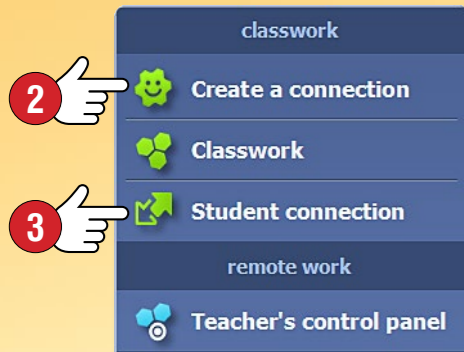 classwork
2
Create a connection
Classwork
3
Student connection
remote work
Teacher's control panel